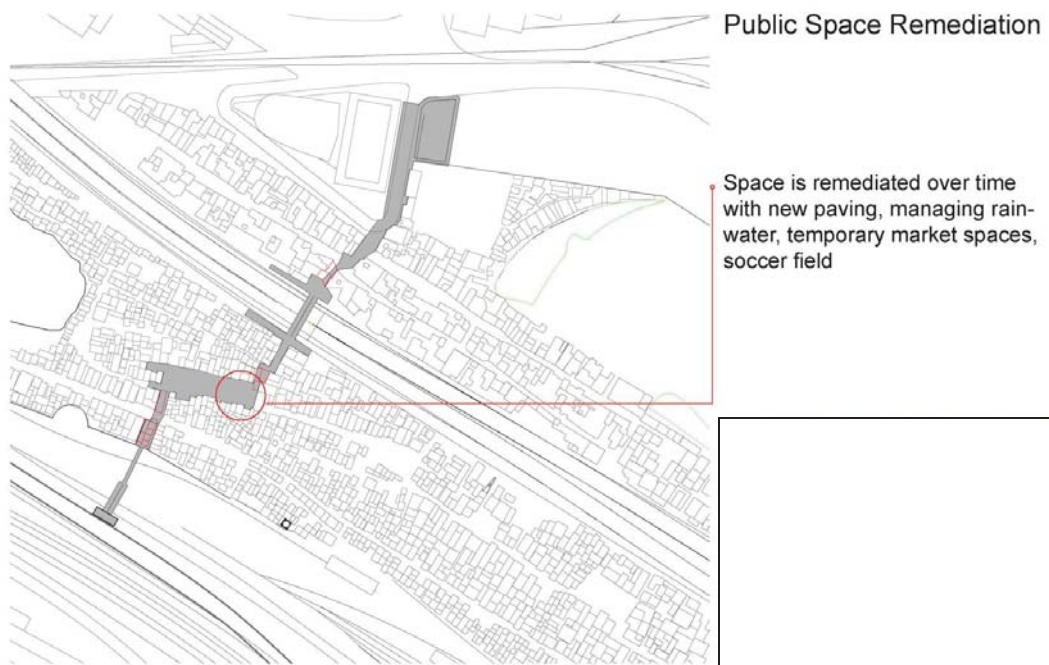 Public Space Remediation
Space is remediated over time
with new paving, managing rain-
water, temporary market spaces,
soccer field